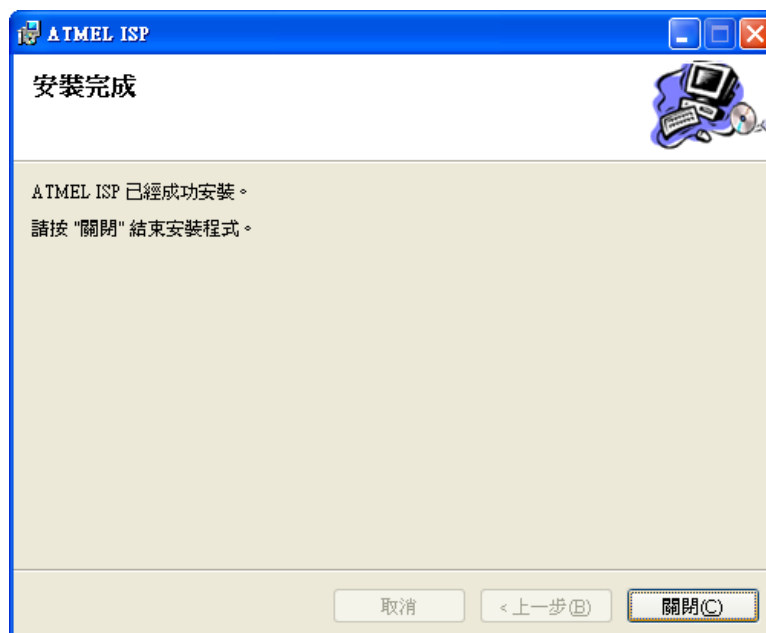 ATMEL ISP
安裝完成
ATMEL ISP 已經成功安裝。
請按 "關閉" 結束安裝程式。
取消
<上一步(B)
關閉(C)